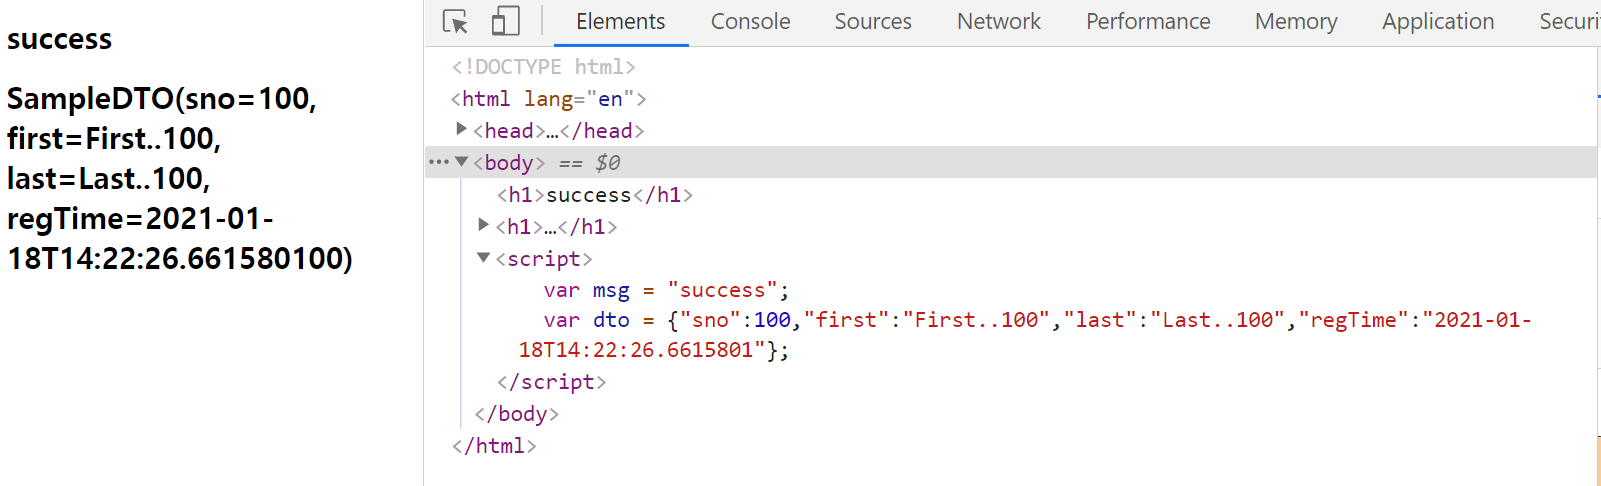 success
SampleDTO(sno=100,
first=First..100,
last=Last..100,
regTime=2021-01-
18T14:22:26.661580100)
Elements Console Sources Network Performance Memory Application Securi
<!DOCTYPE html>
<html lang="en">
<head>…</head>
<body> == $0
<h1>success</h1>
<h1>…</h1>
<script>
var msg = "success";
var dto = {"sno":100,"first":"First..100","last":"Last..100","regTime":"2021-01-
18T14:22:26.6615801"};
</script>
</body>
</html>